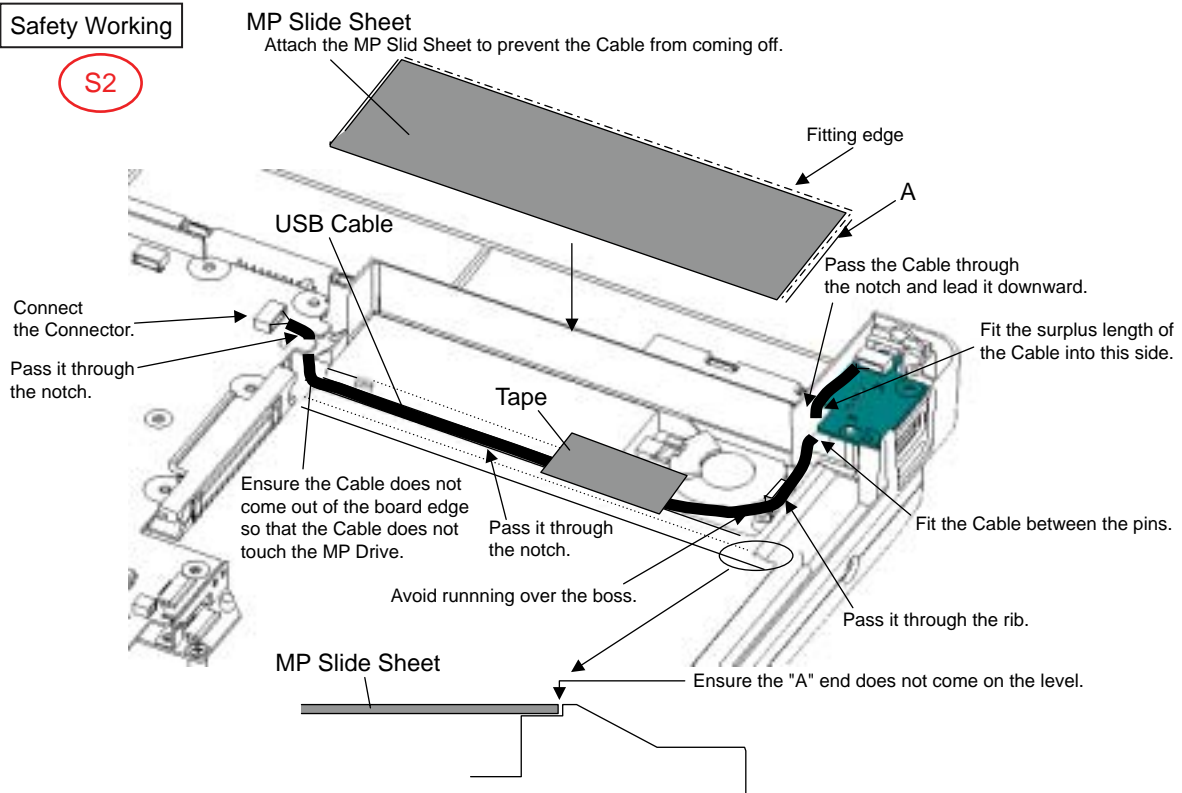 Safety Working
S2
MP Slide Sheet
Attach the MP Slid Sheet to prevent the Cable from coming off.
Fitting edge
A
USB Cable
Pass the Cable through
the notch and lead it downward.
Connect
the Connector.
Fit the surplus length of
the Cable into this side.
Pass it through
the notch.
Tape
Ensure the Cable does not
come out of the board edge
so that the Cable does not
touch the MP Drive.
Pass it through
the notch.
Fit the Cable between the pins.
Avoid runnning over the boss.
Pass it through the rib.
MP Slide Sheet
Ensure the "A" end does not come on the level.